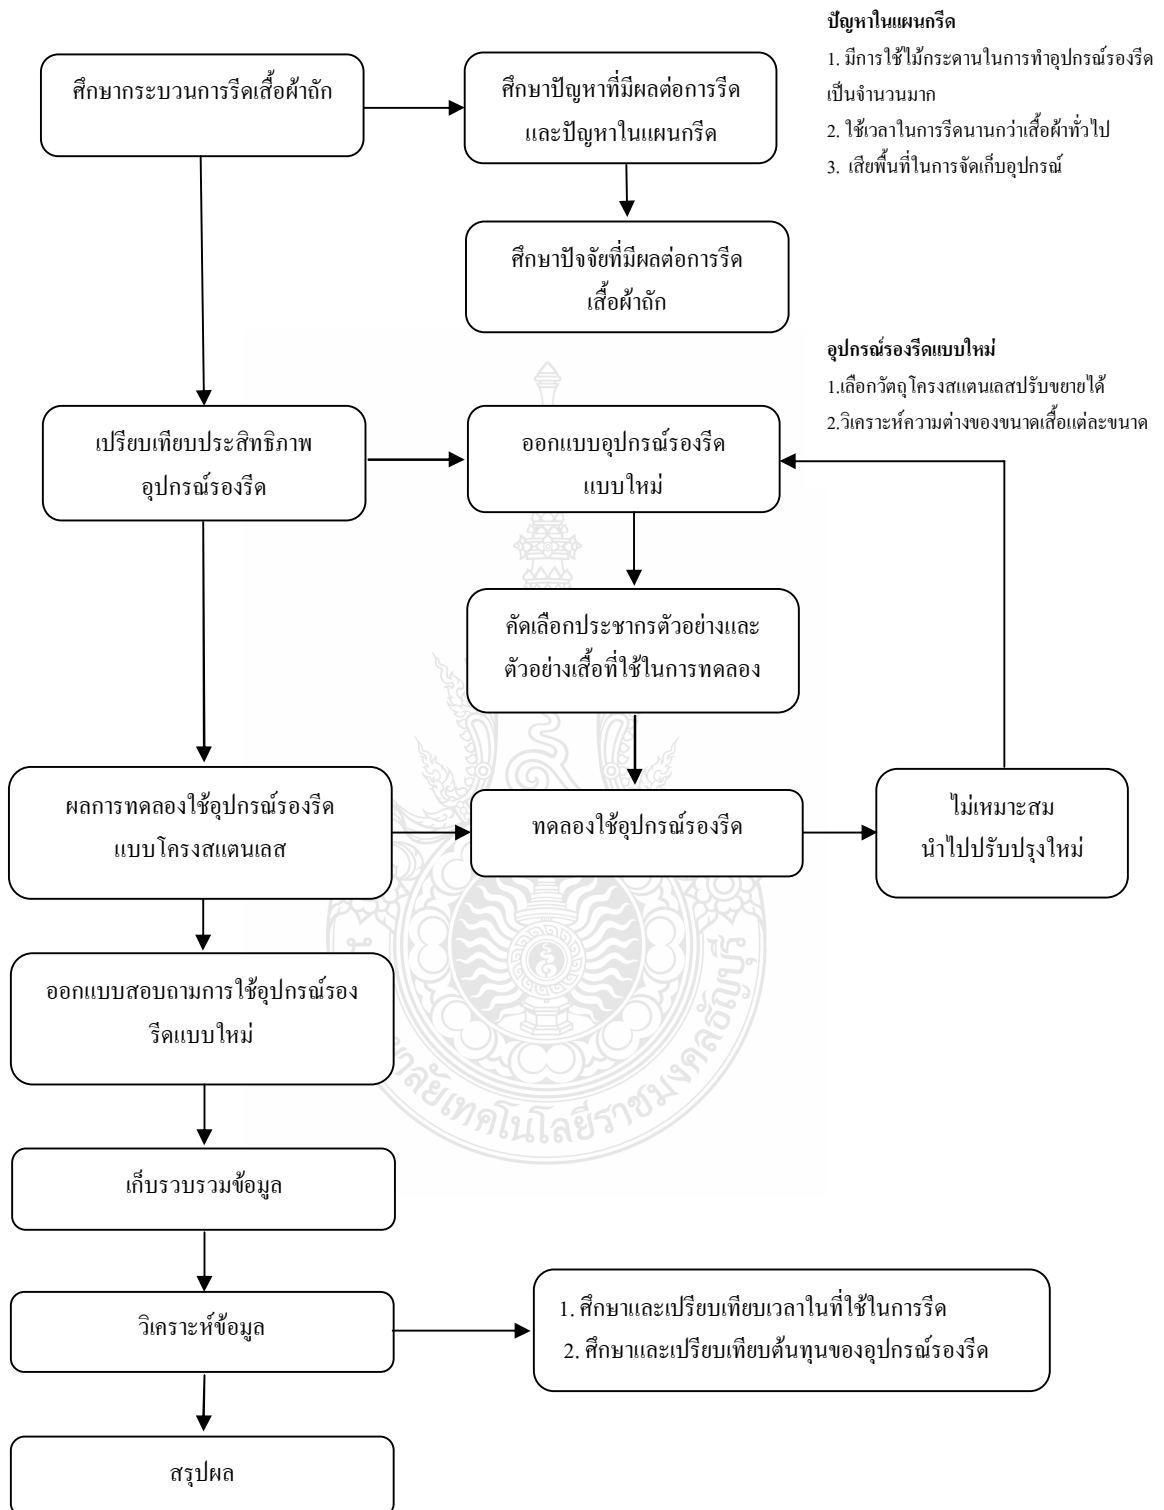 ปัญหาในแผนกรีด
1. มีการใช้ไม้กระดานในการทำอุปกรณ์รองรีด
เป็นจำนวนมาก
2. ใช้เวลาในการรีดนานกว่าเสื้อผ้าทั่วไป
3. เสียพื้นที่ในการจัดเก็บอุปกรณ์
ศึกษากระบวนการรีดเสื้อผ้าถัก
ศึกษาปัญหาที่มีผลต่อการรีด
และปัญหาในแผนกรีด
ศึกษาปัจจัยที่มีผลต่อการรีด
เสื้อผ้าถัก
อุปกรณ์รองรีดแบบใหม่
1.เลือกวัตถุโครงสแตนเลสปรับขยายได้
2.วิเคราะห์ความต่างของขนาดเสื้อแต่ละขนาด
เปรียบเทียบประสิทธิภาพ
อุปกรณ์รองรีด
ออกแบบอุปกรณ์รองรีด
แบบใหม่
คัดเลือกประชากรตัวอย่างและ
ตัวอย่างเสื้อที่ใช้ในการทดลอง
ผลการทดลองใช้อุปกรณ์รองรีด
แบบโครงสแตนเลส
ทดลองใช้อุปกรณ์รองรีด
ไม่เหมาะสม
นำไปปรับปรุงใหม่
ออกแบบสอบถามการใช้อุปกรณ์รอง
รีดแบบใหม่
เก็บรวบรวมข้อมูล
วิเคราะห์ข้อมูล
1. ศึกษาและเปรียบเทียบเวลาในที่ใช้ในการรีด
2. ศึกษาและเปรียบเทียบต้นทุนของอุปกรณ์รองรีด
สรุปผล